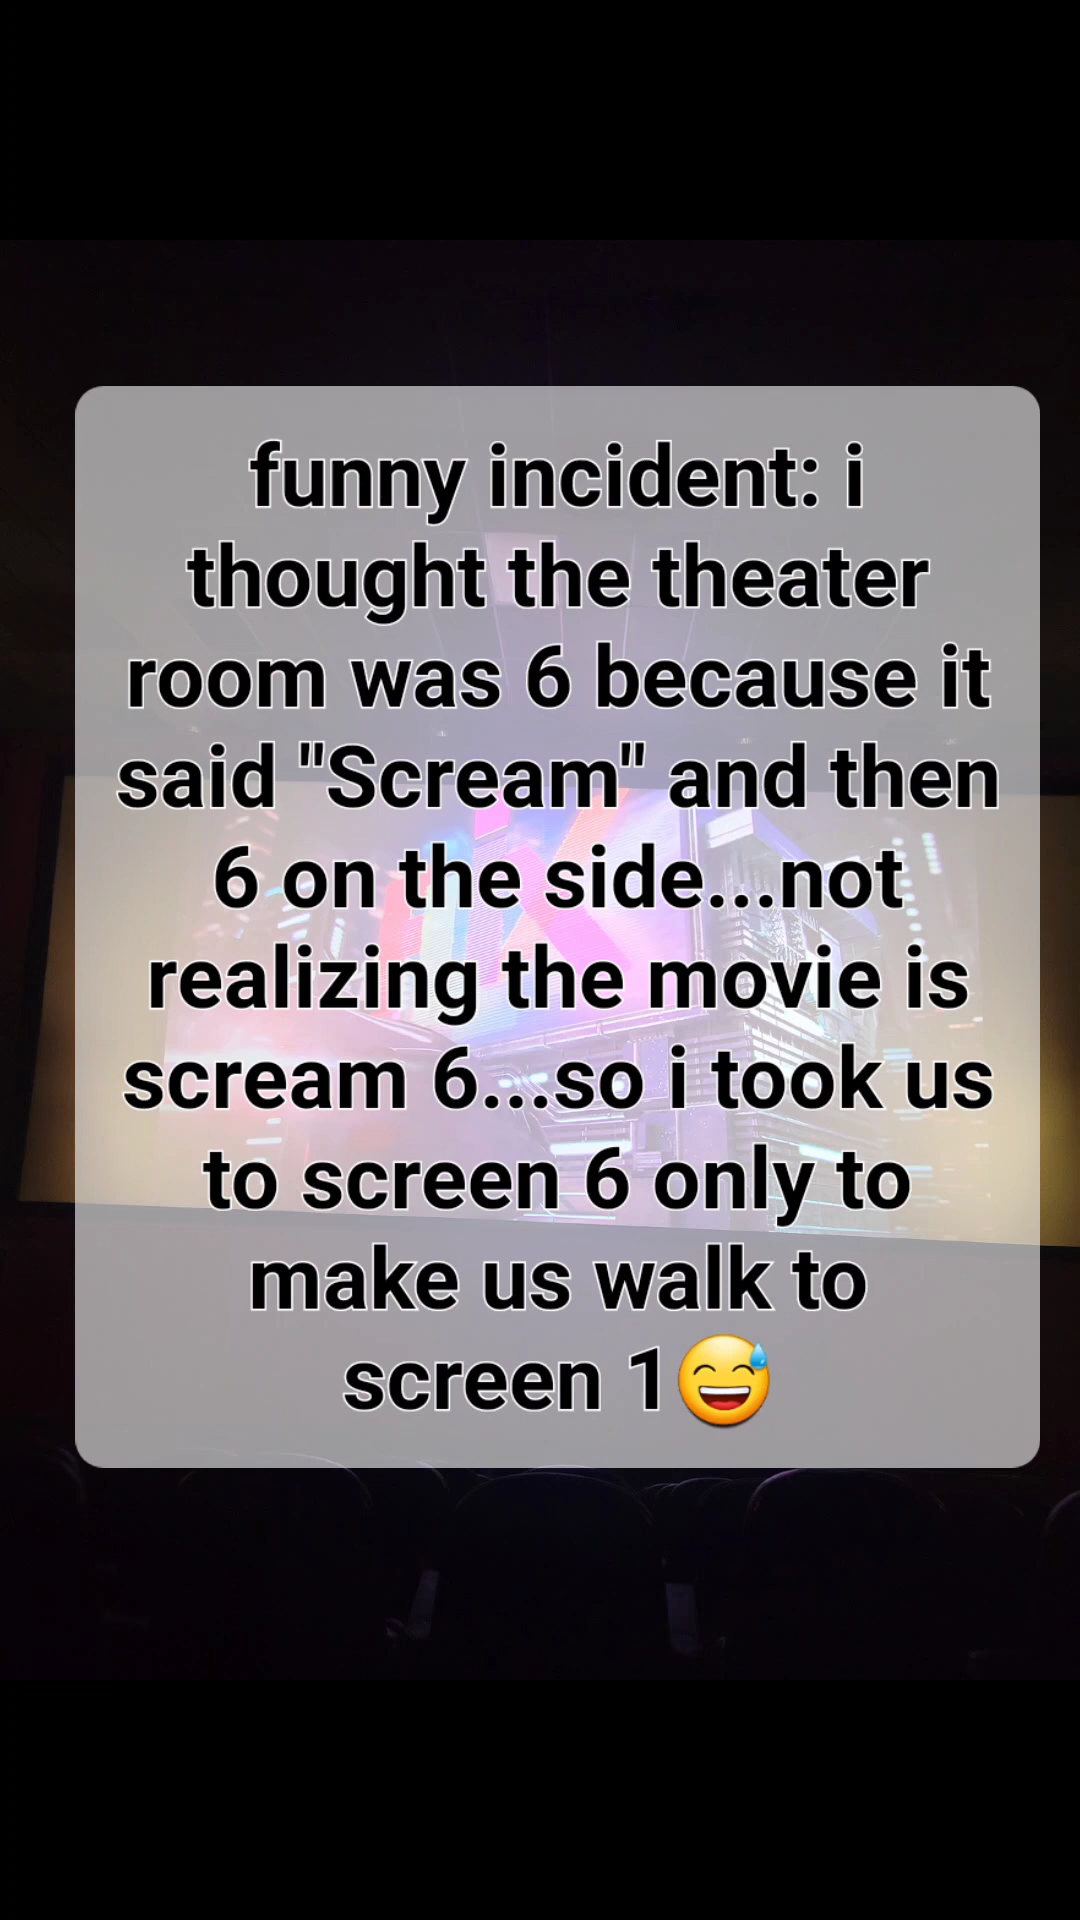 funny incident: i
thought the theater
room was 6 because it
said "Scream" and then
6 on the side...not
realizing the movie is
scream 6...so i took us
to screen 6 only to
make us walk to
screen 1😅